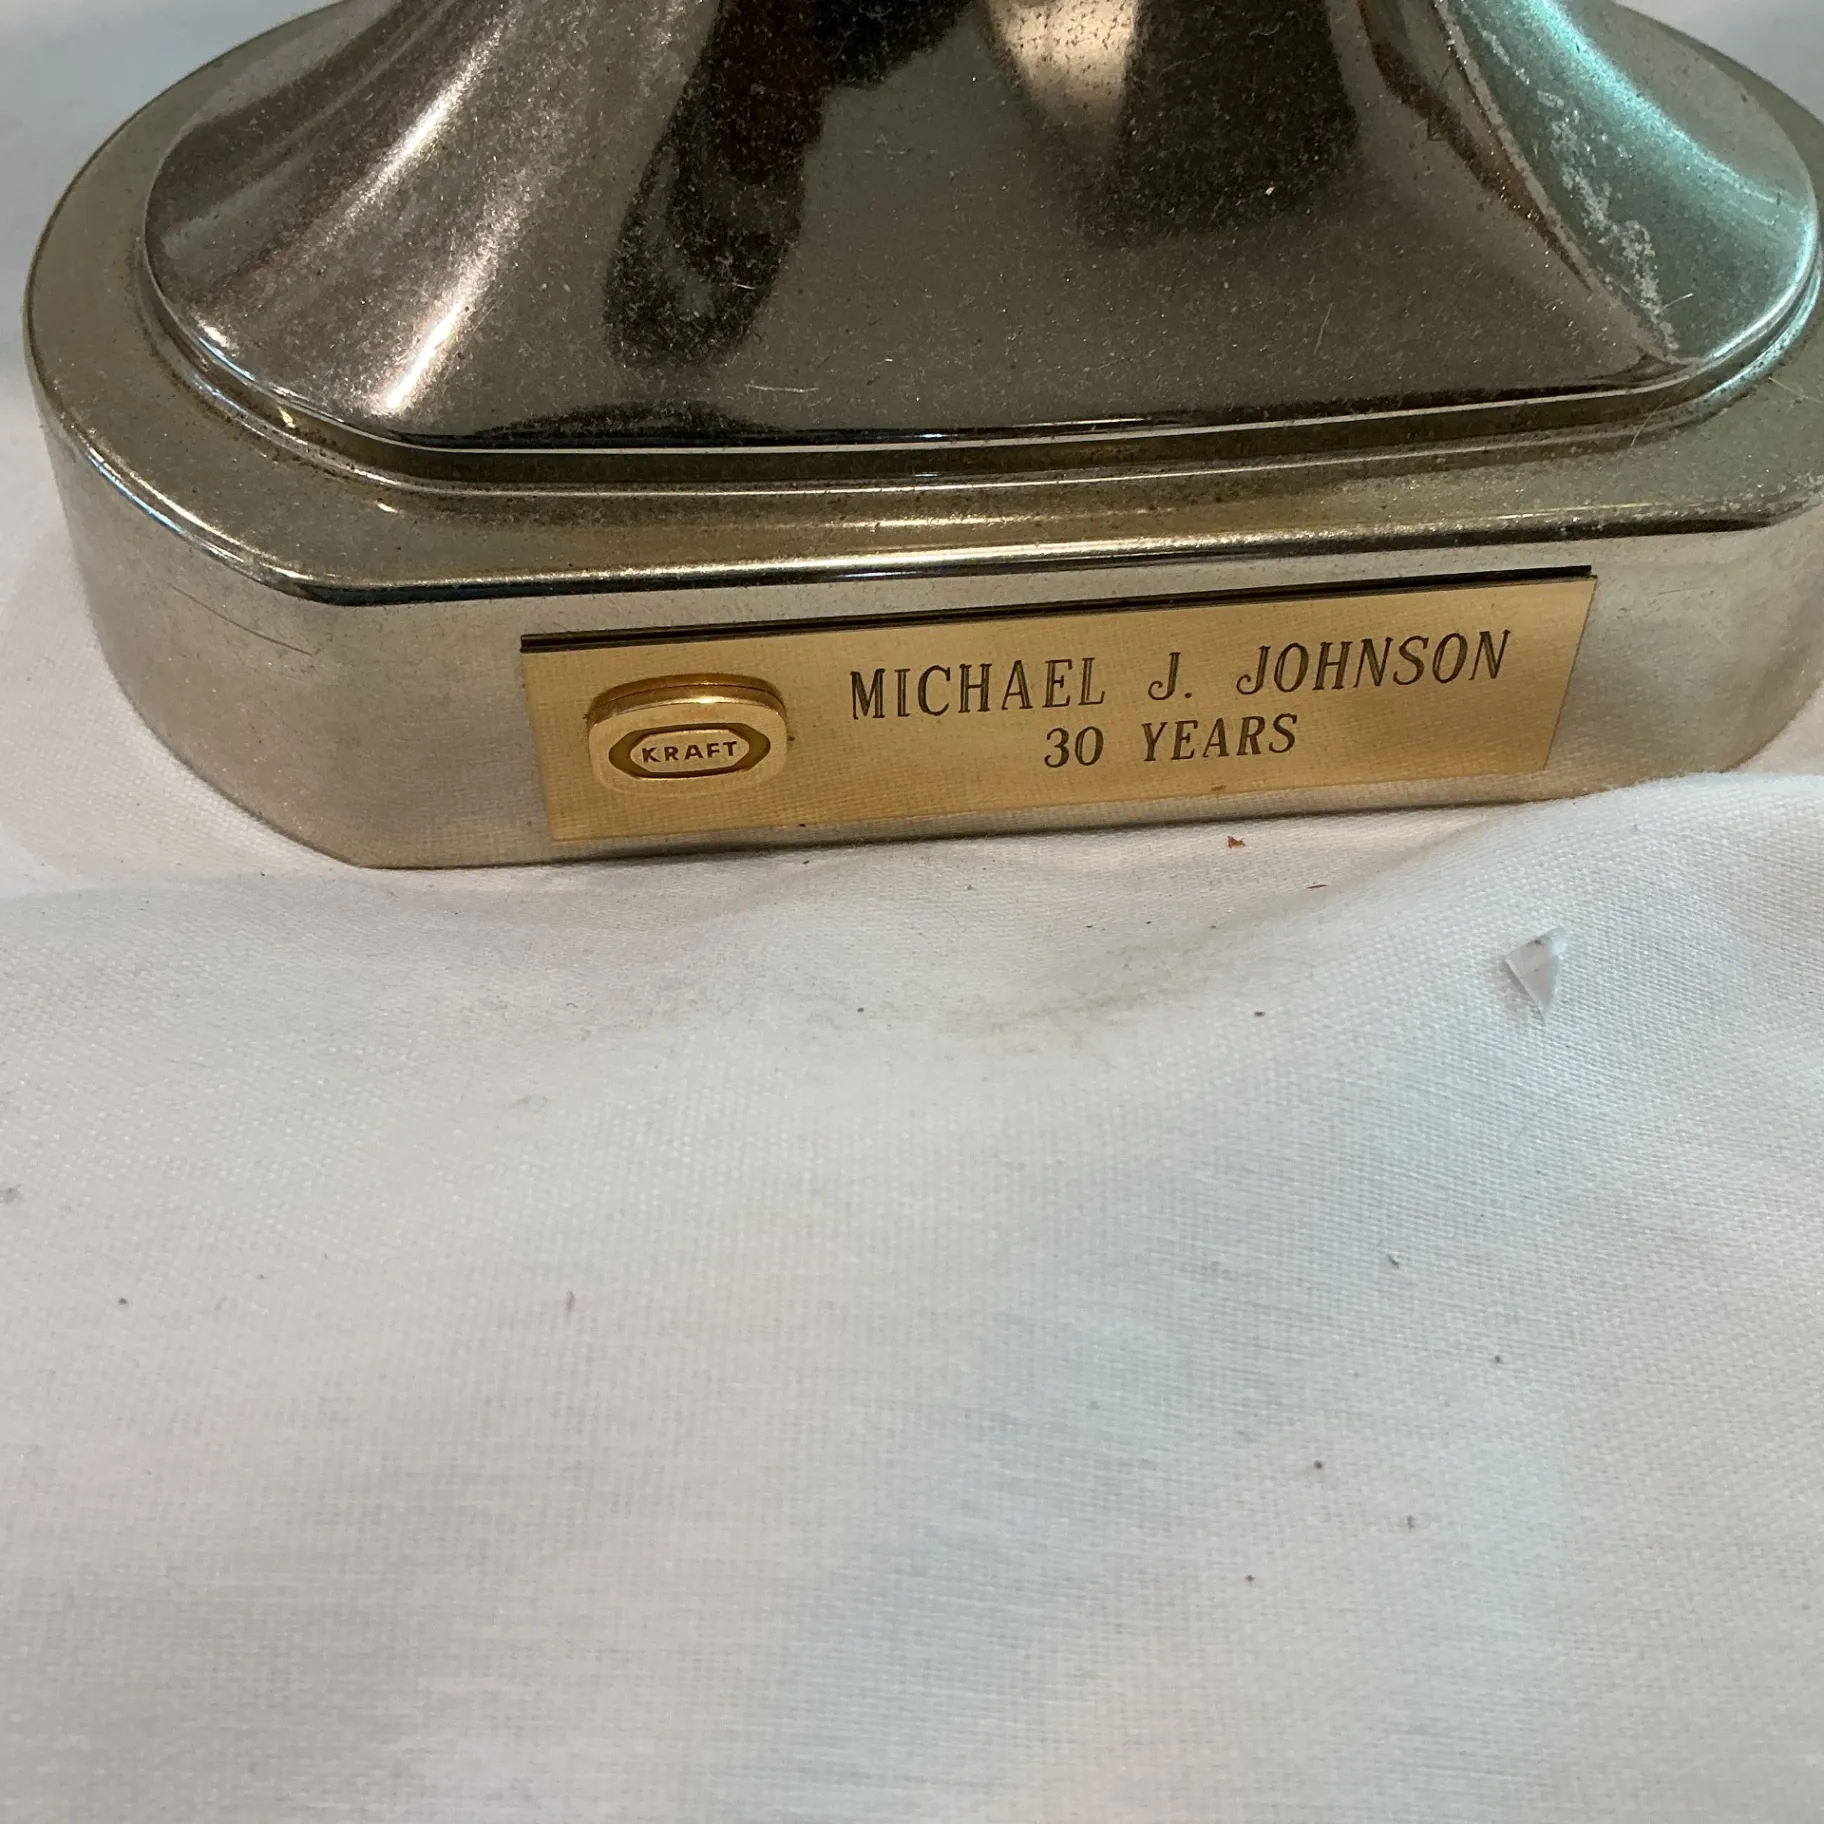 KRAFT
MICHAEL J. JOHNSON
30 YEARS